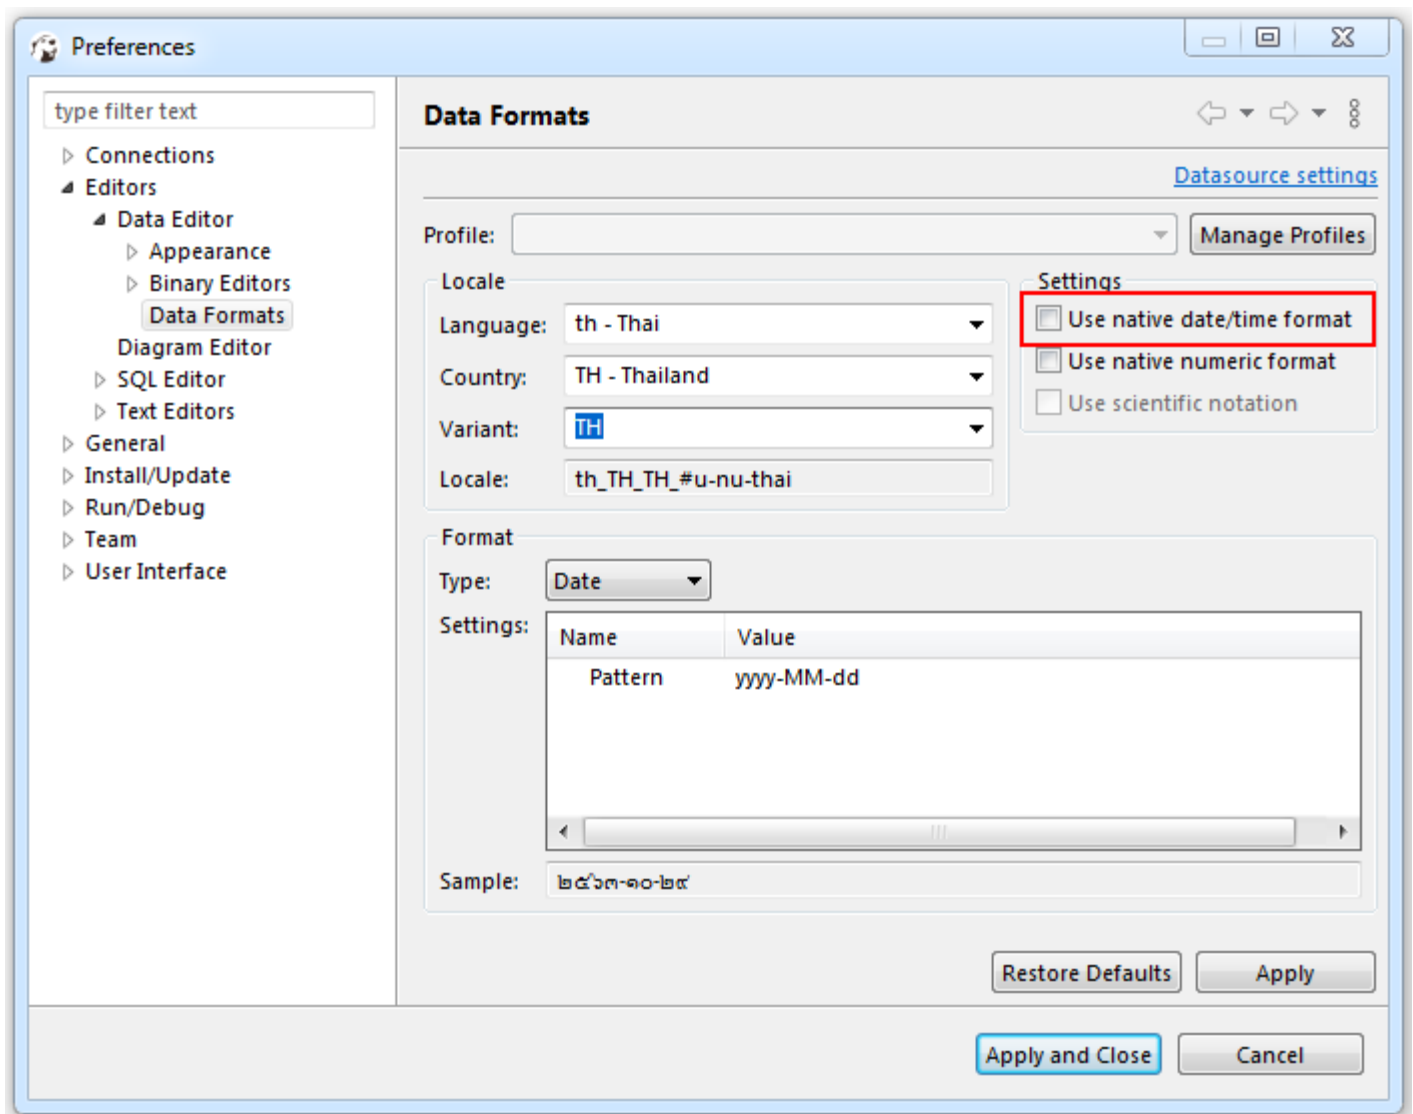 Preferences
type filter text
Connections
Editors
Data Editor
Appearance
Binary Editors
Data Formats
Diagram Editor
SQL Editor
Text Editors
General
Install/Update
Run/Debug
Team
User Interface
Data Formats
Datasource settings
Profile: Manage Profiles
Locale
Language: th - Thai
Country: TH - Thailand
Variant: TH
Locale: th_TH_TH_#u-nu-thai
Settings
Use native date/time format
Use native numeric format
Use scientific notation
Format
Type: Date
Settings:
Name Value
Pattern yyyy-MM-dd
Sample: ๒๕๖๓-๑๐-๒๙
Restore Defaults Apply
Apply and Close Cancel